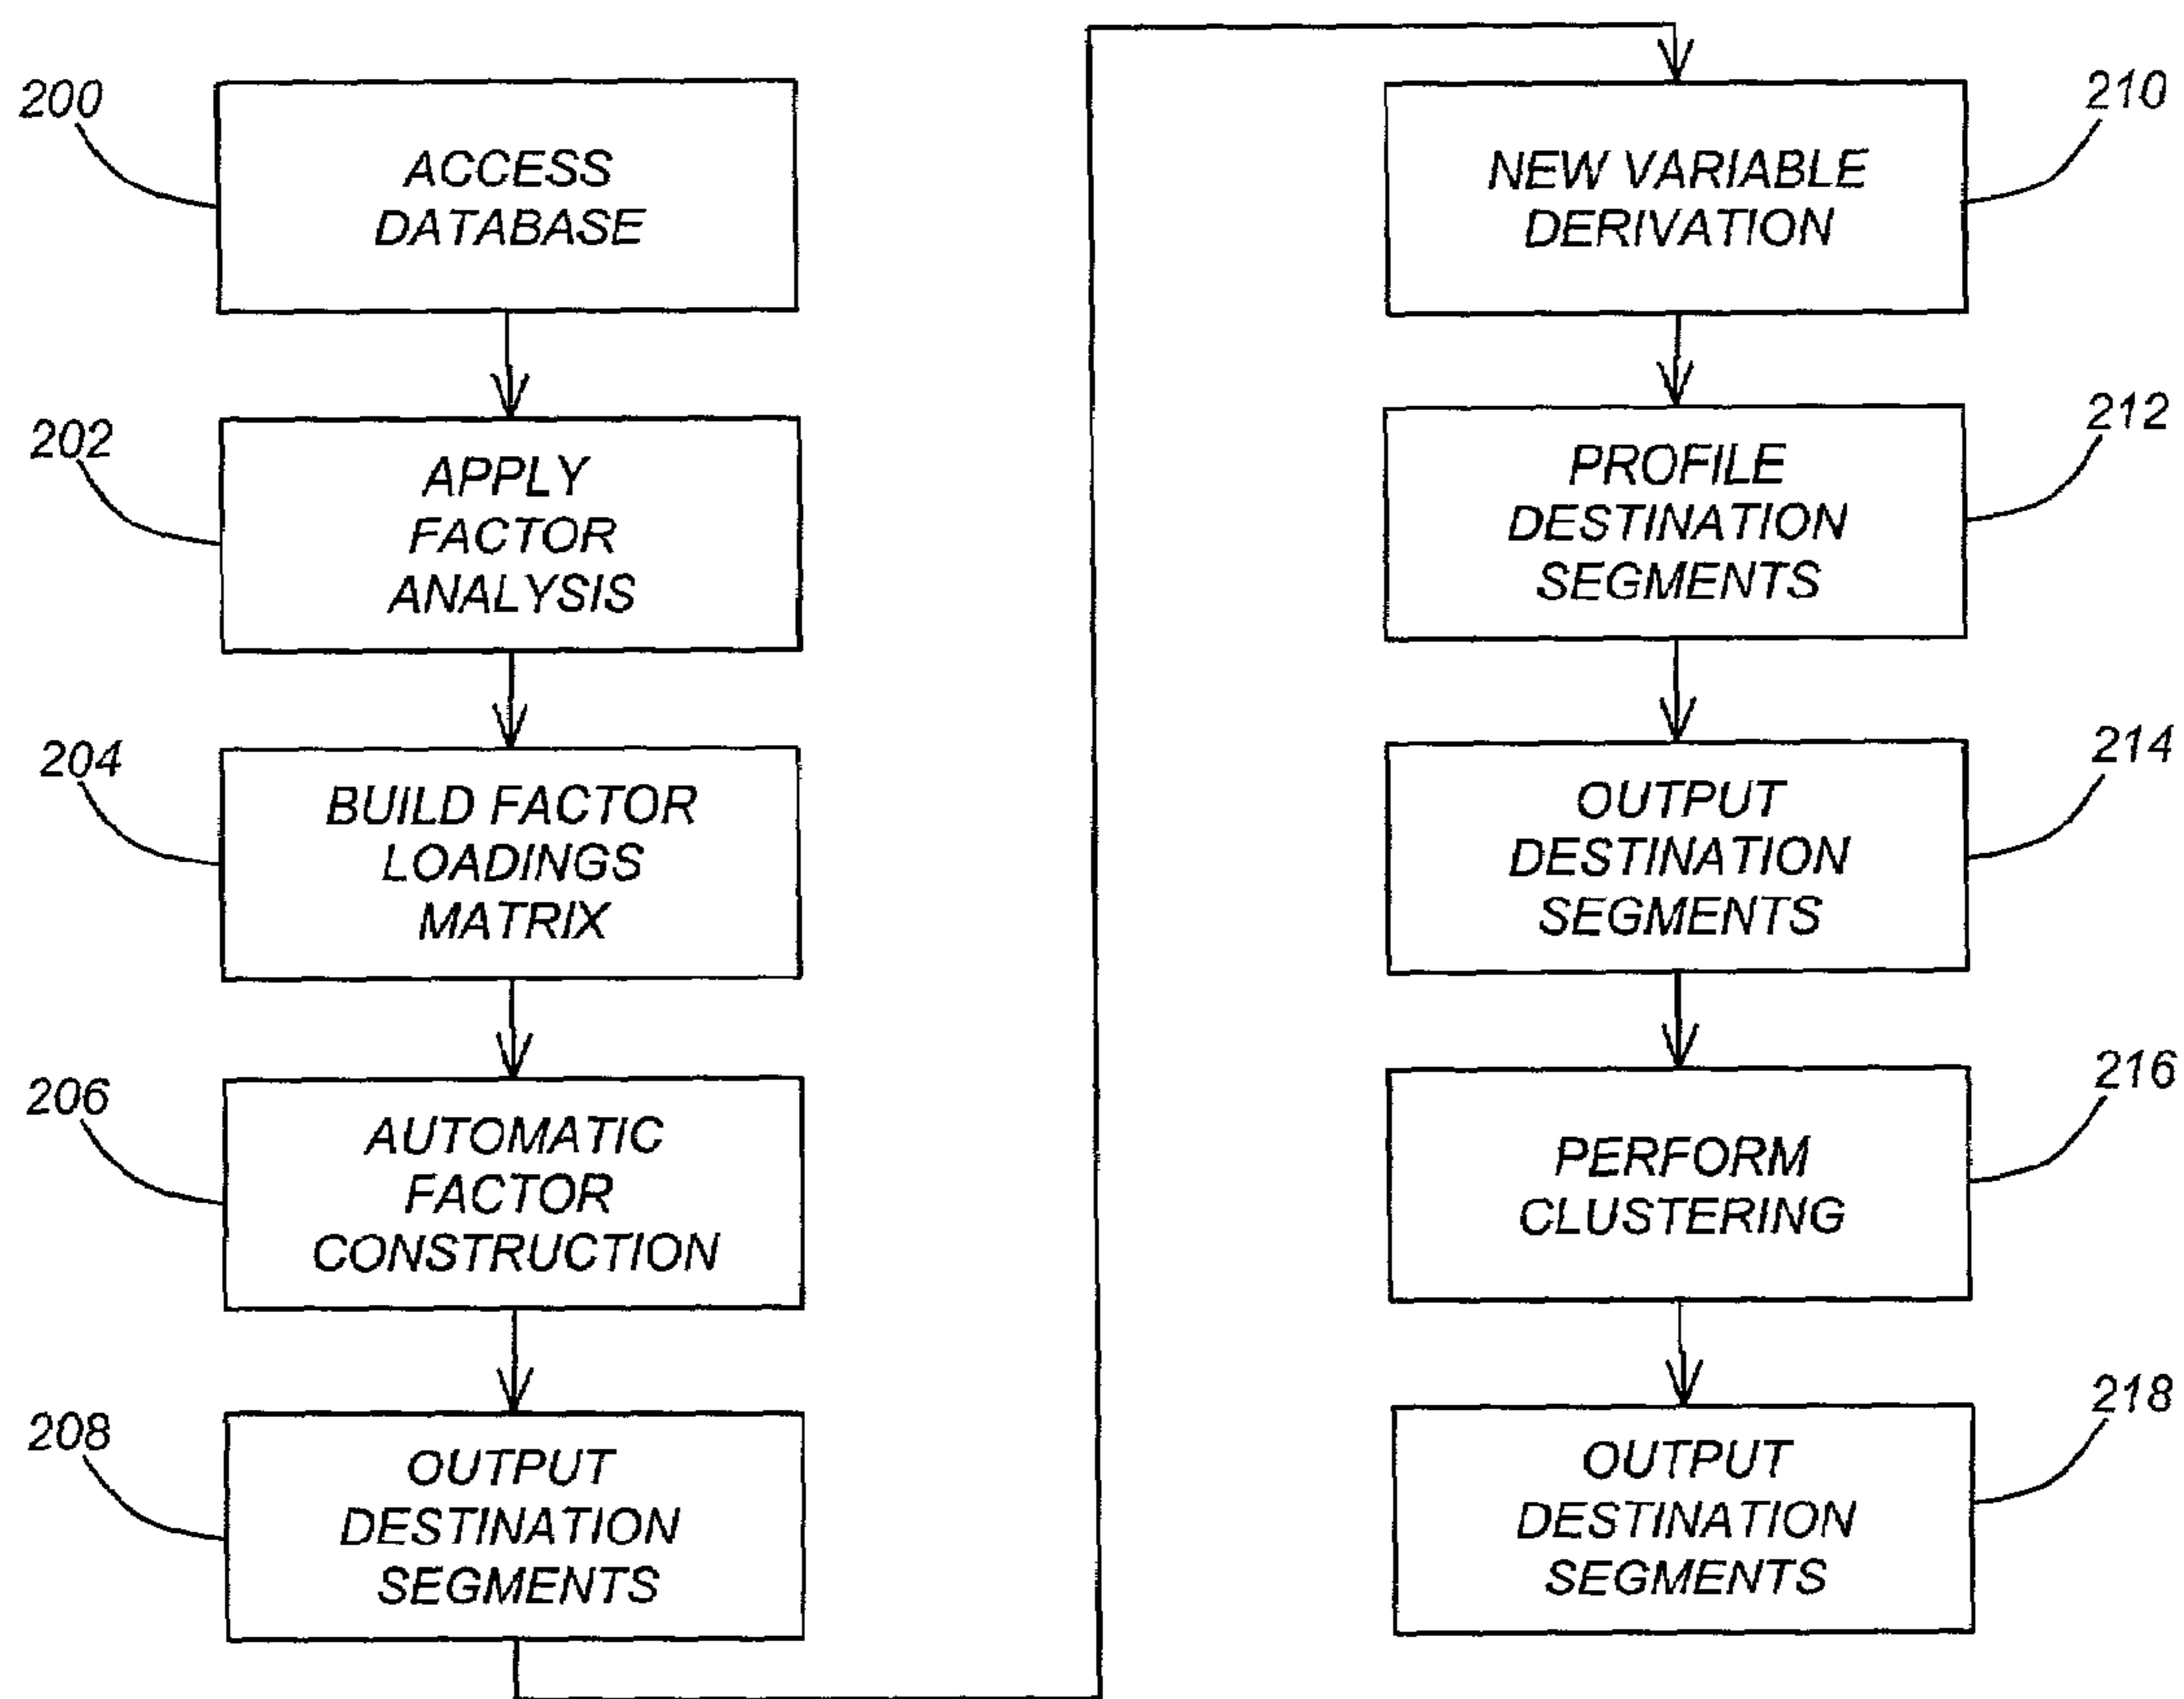 200
ACCESS
DATABASE
202
APPLY
FACTOR
ANALYSIS
204
BUILD FACTOR
LOADINGS
MATRIX
206
AUTOMATIC
FACTOR
CONSTRUCTION
208
OUTPUT
DESTINATION
SEGMENTS
210
NEW VARIABLE
DERIVATION
212
PROFILE
DESTINATION
SEGMENTS
214
OUTPUT
DESTINATION
SEGMENTS
216
PERFORM
CLUSTERING
218
OUTPUT
DESTINATION
SEGMENTS